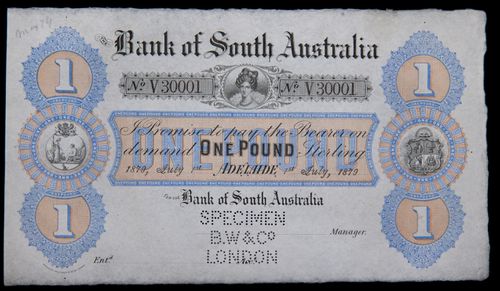 Bank of South Australia
1
1
No V30001
No V30001
I Promise to pay the Bearer on
demand ONE POUND Sterling
ONE POUND
1879, July 1st, ADELAIDE 1st July, 1879
For the Bank of South Australia
SPECIMEN
B.W & Co
LONDON
Manager.
Entd
1
1